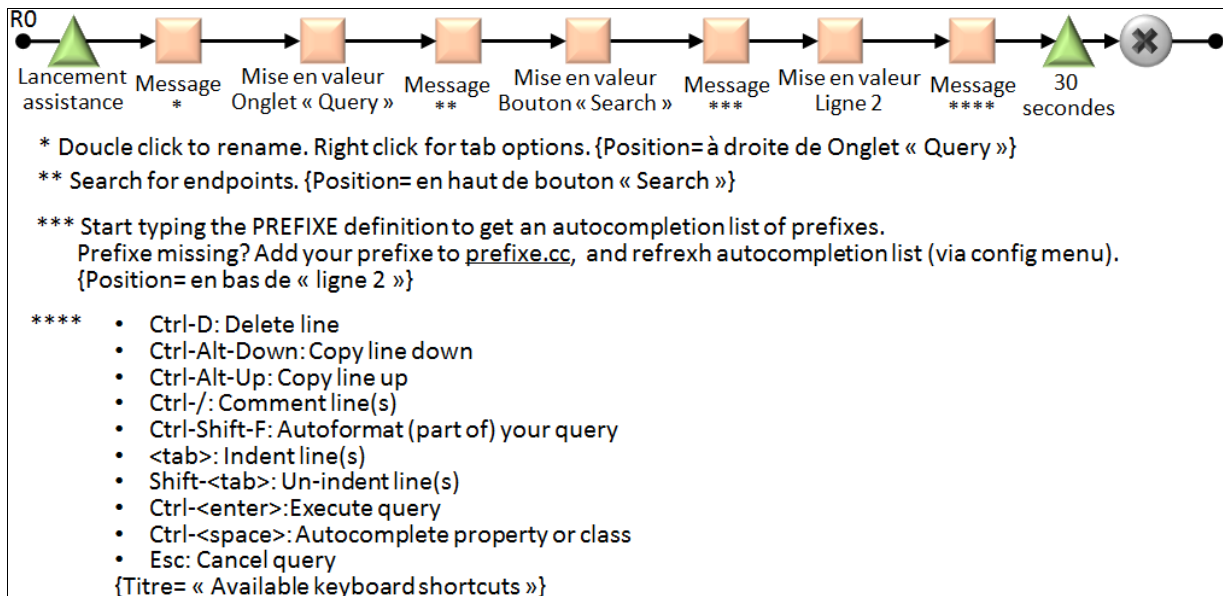 R0
Lancement assistance
Message *
Mise en valeur Onglet « Query »
Message **
Mise en valeur Bouton « Search »
Message ***
Mise en valeur Ligne 2
Message ****
30 secondes
* Doucle click to rename. Right click for tab options. {Position= à droite de Onglet « Query »}
** Search for endpoints. {Position= en haut de bouton « Search »}
*** Start typing the PREFIXE definition to get an autocompletion list of prefixes.
Prefixe missing? Add your prefixe to prefixe.cc, and refrexh autocompletion list (via config menu).
{Position= en bas de « ligne 2 »}
**** • Ctrl-D: Delete line
• Ctrl-Alt-Down: Copy line down
• Ctrl-Alt-Up: Copy line up
• Ctrl-/: Comment line(s)
• Ctrl-Shift-F: Autoformat (part of) your query
• <tab>: Indent line(s)
• Shift-<tab>: Un-indent line(s)
• Ctrl-<enter>:Execute query
• Ctrl-<space>: Autocomplete property or class
• Esc: Cancel query
{Titre= « Available keyboard shortcuts »}